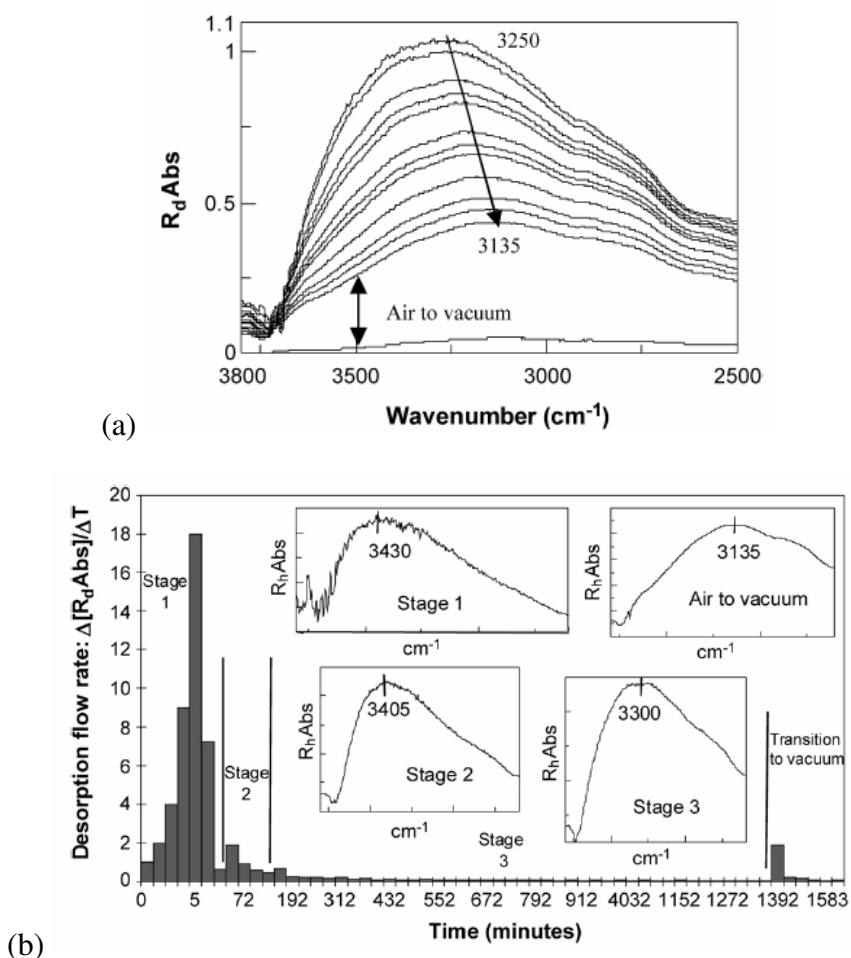 1.1
1
0.5
0
R_d Abs
3250
3135
Air to vacuum
3800 3500 3000 2500
Wavenumber (cm⁻¹)
(a)
20
18
16
14
12
10
8
6
4
2
0
Desorption flow rate: Δ[RdAbs]/ΔT
Stage
1
Stage
2
RhAbs
3430
Stage 1
cm⁻¹
RhAbs
3135
Air to vacuum
cm⁻¹
RhAbs
3405
Stage 2
cm⁻¹
RhAbs
3300
Stage 3
cm⁻¹
Stage
3
Transition
to vacuum
0 5 72 192 312 432 552 672 792 912 4032 1152 1272 1392 1583
Time (minutes)
(b)